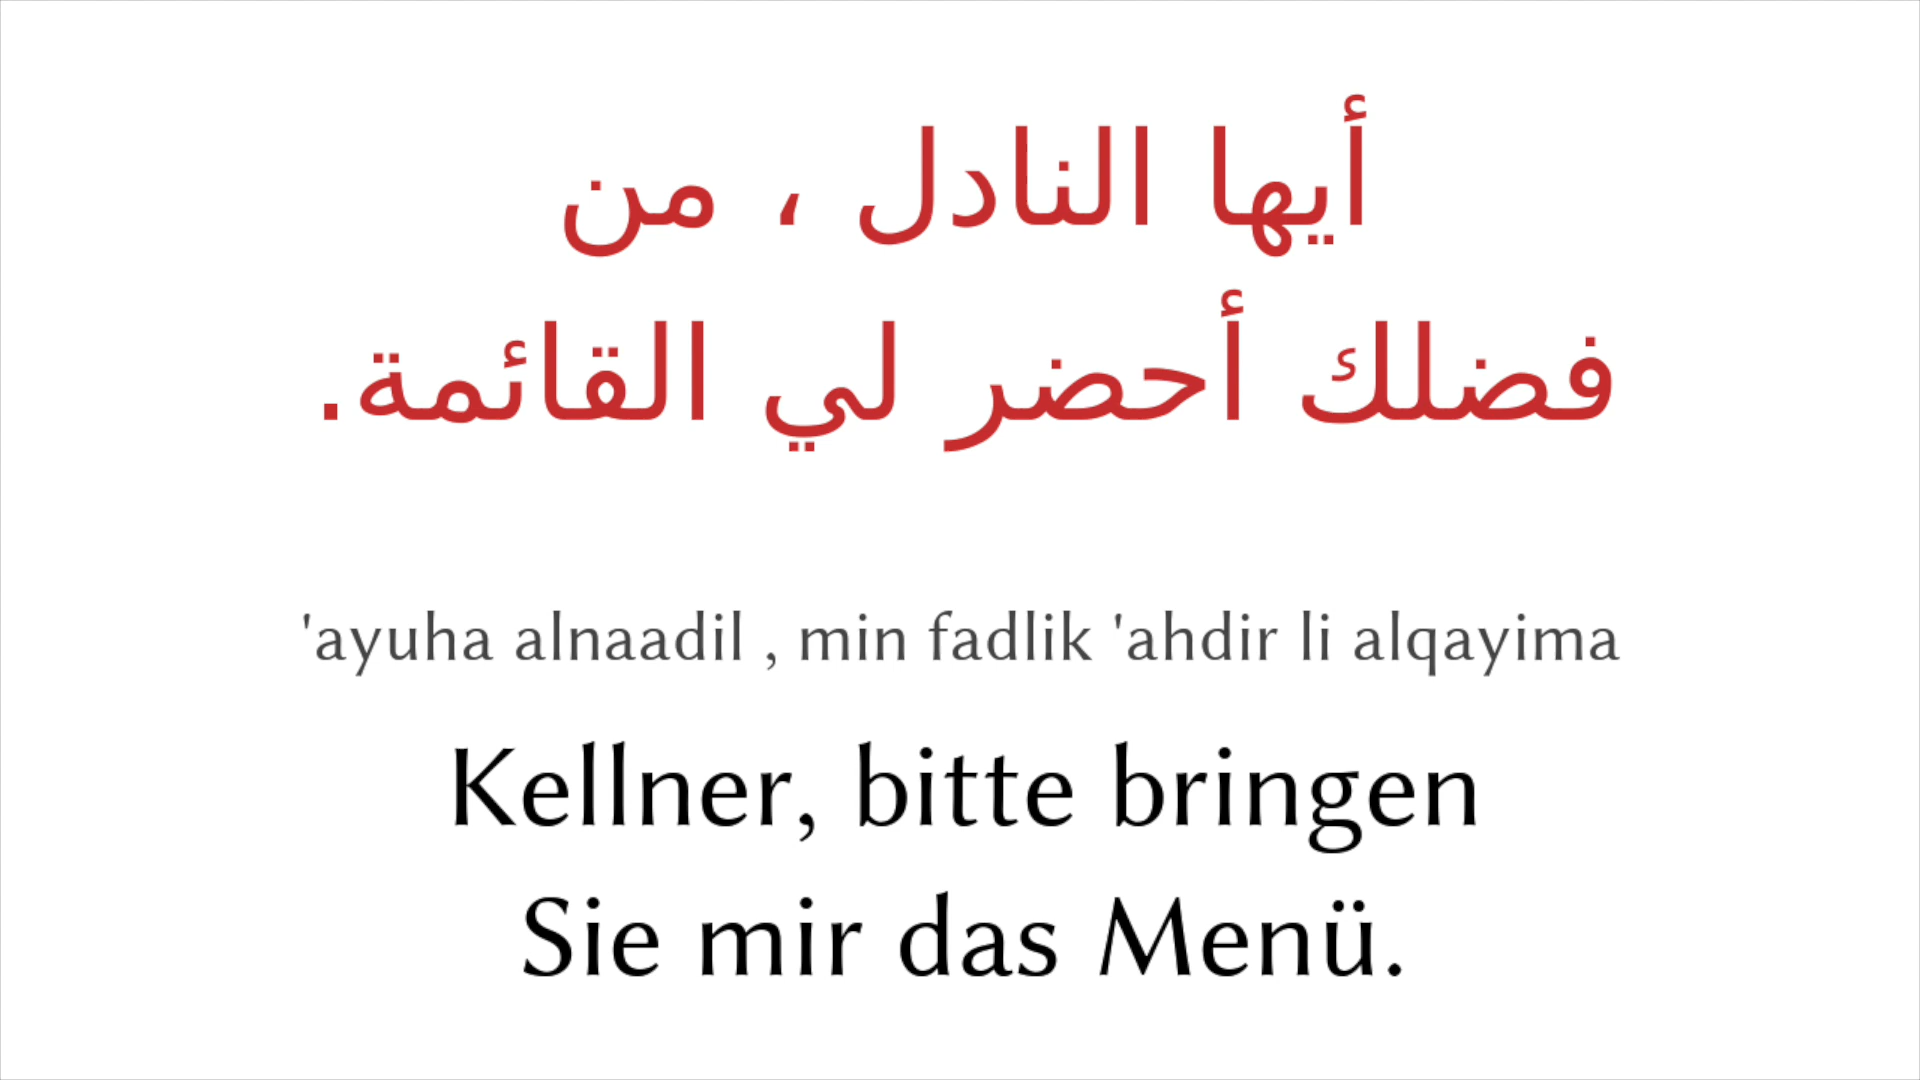 أيها النادل ، من
فضلك أحضر لي القائمة.
'ayuha alnaadil , min fadlik 'ahdir li alqayima
Kellner, bitte bringen
Sie mir das Menü.